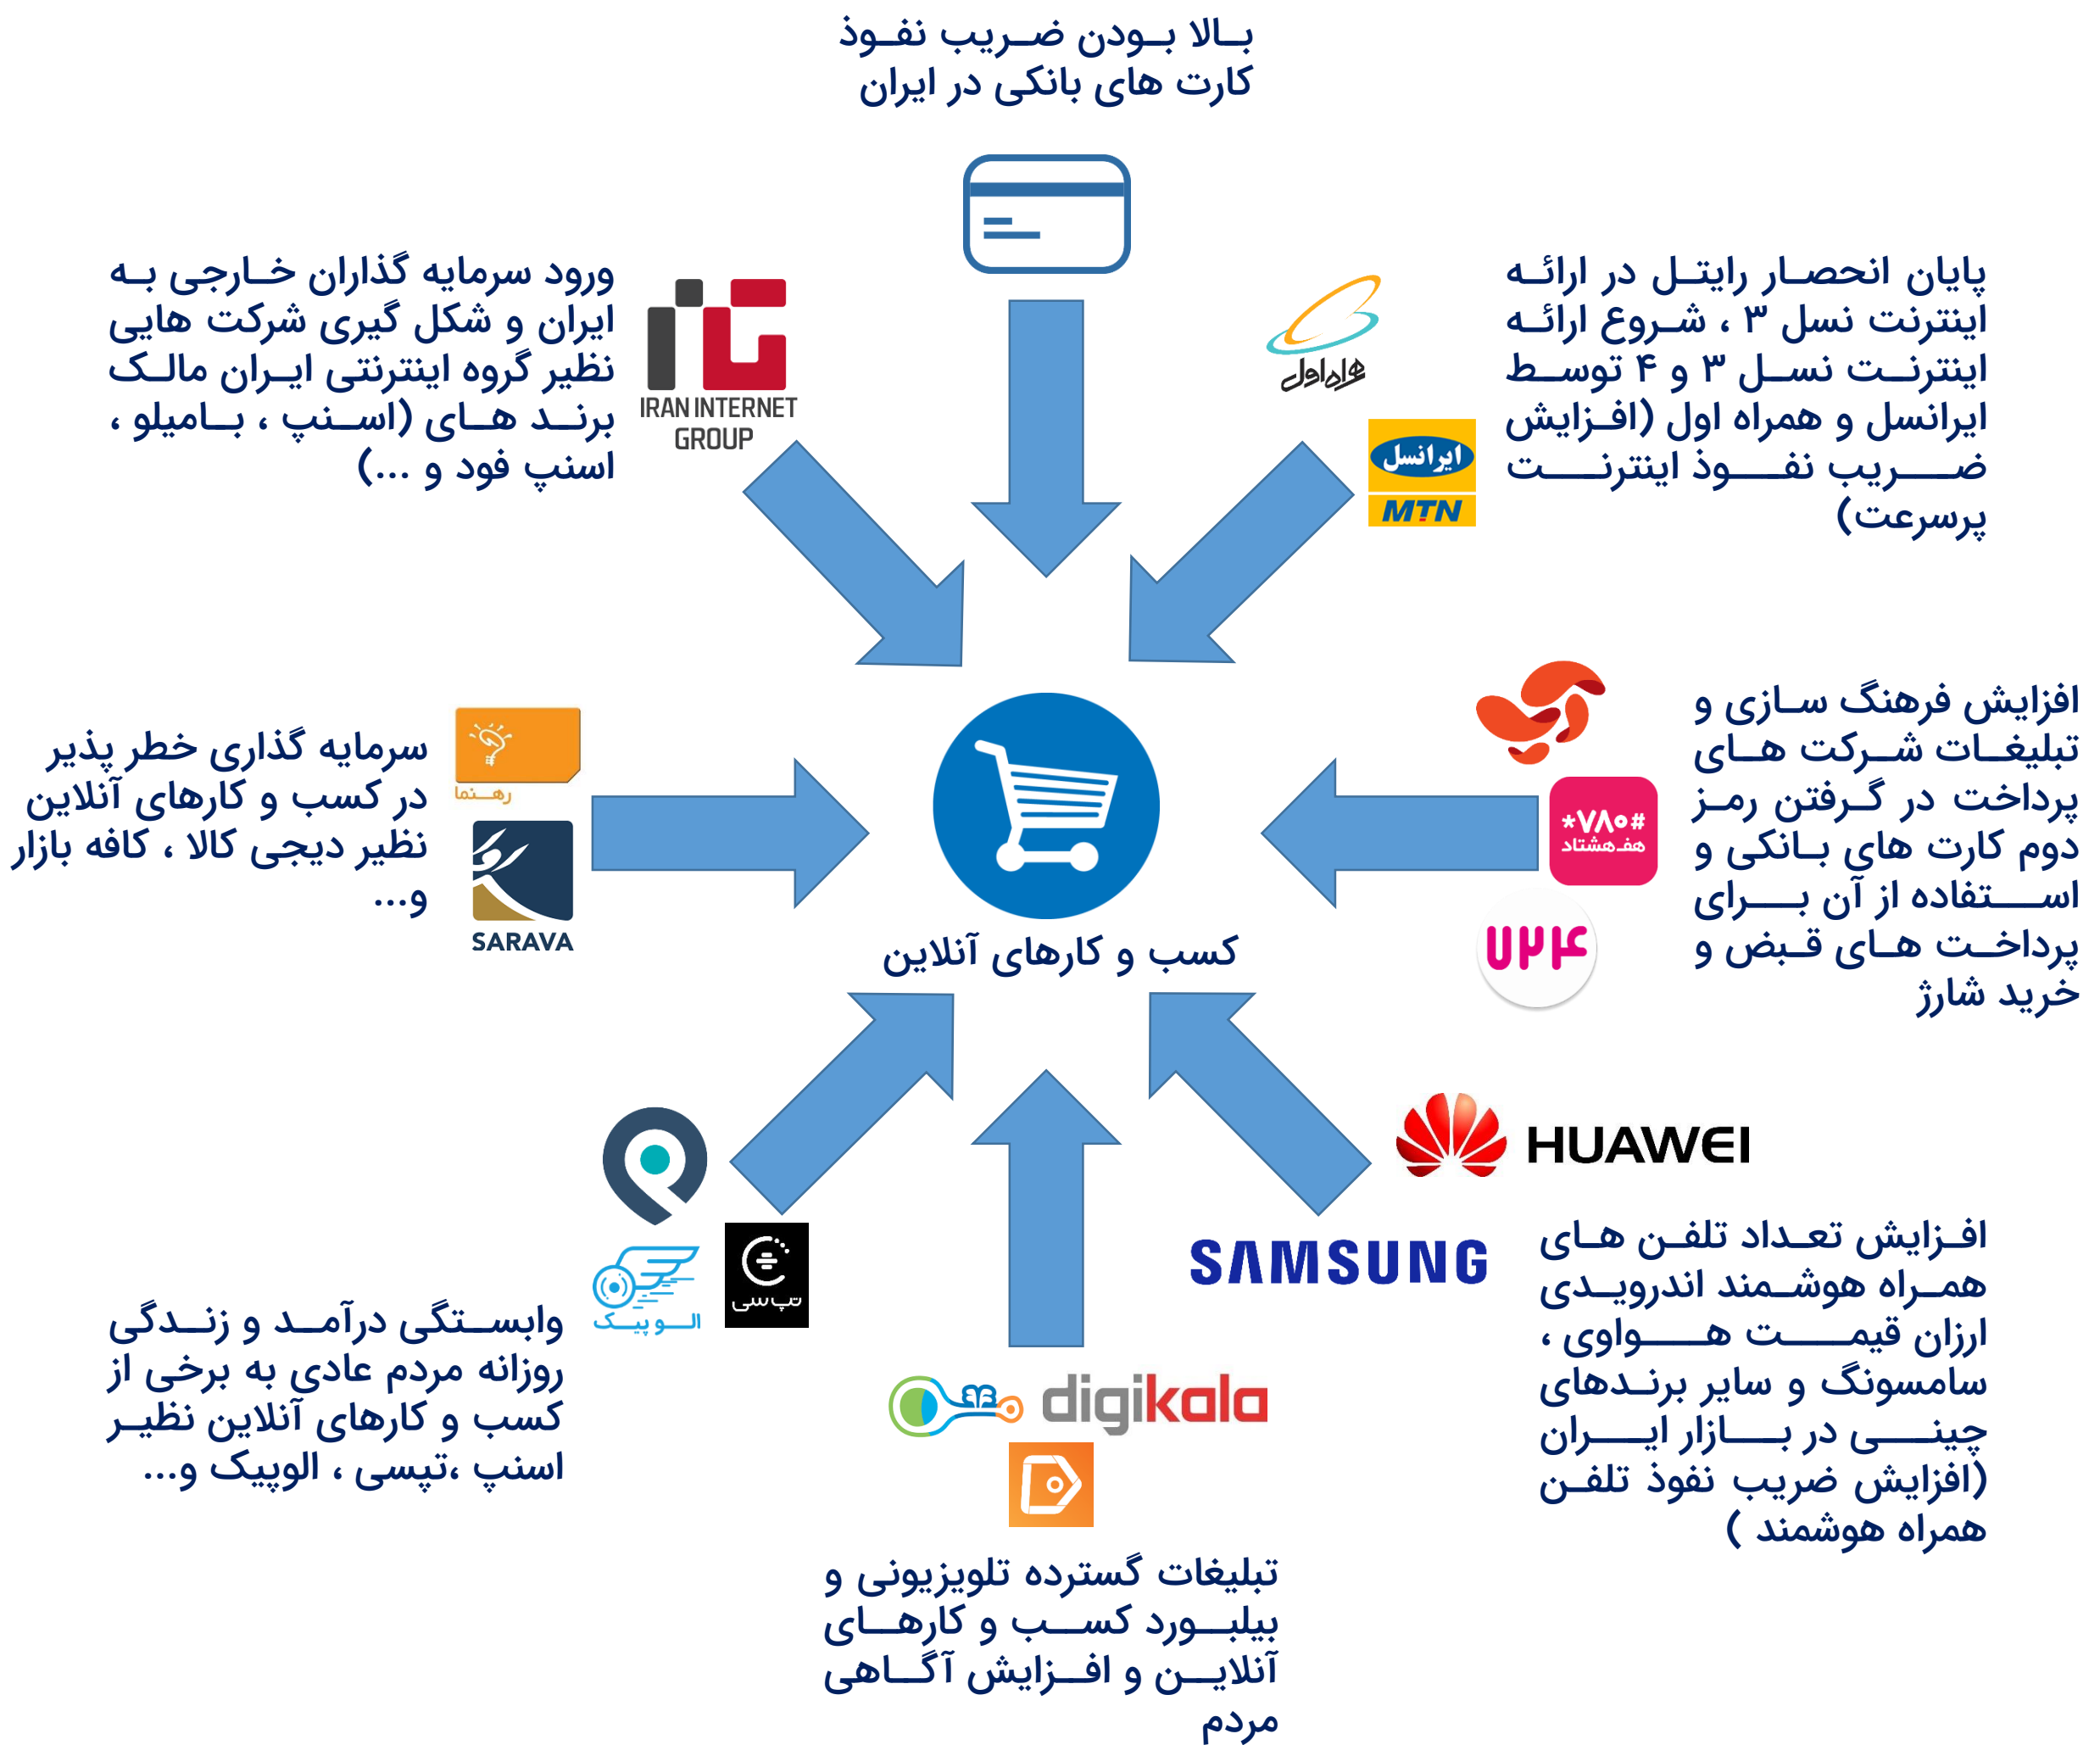 بالا بودن ضریب نفوذ
کارت های بانکی در ایران
پایان انحصار رایتل در ارائه
اینترنت نسل ۳ ، شروع ارائه
اینترنت نسل ۳ و ۴ توسط
ایرانسل و همراه اول (افزایش
ضریب نفوذ اینترنت
پرسرعت)
همراه اول
ایرانسل
MTN
ورود سرمایه گذاران خارجی به
ایران و شکل گیری شرکت هایی
نظیر گروه اینترنتی ایران مالک
برند های (اسنپ ، بامیلو ،
اسنپ فود و ...)
IRAN INTERNET
GROUP
افزایش فرهنگ سازی و
تبلیغات شرکت های
پرداخت در گرفتن رمز
دوم کارت های بانکی و
استفاده از آن برای
پرداخت های قبض و
خرید شارژ
*۷۸۰#
هف‌هشتاد
۷۲۴
سرمایه گذاری خطر پذیر
در کسب و کارهای آنلاین
نظیر دیجی کالا ، کافه بازار
و...
رهنما
SARAVA
کسب و کارهای آنلاین
HUAWEI
SAMSUNG
افزایش تعداد تلفن های
همراه هوشمند اندرویدی
ارزان قیمت هواوی ،
سامسونگ و سایر برندهای
چینی در بازار ایران
(افزایش ضریب نفوذ تلفن
همراه هوشمند )
الو پیک
تپ سی
وابستگی درآمد و زندگی
روزانه مردم عادی به برخی از
کسب و کارهای آنلاین نظیر
اسنپ ،تپسی ، الوپیک و...
digikala
تبلیغات گسترده تلویزیونی و
بیلبورد کسب و کارهای
آنلاین و افزایش آگاهی
مردم